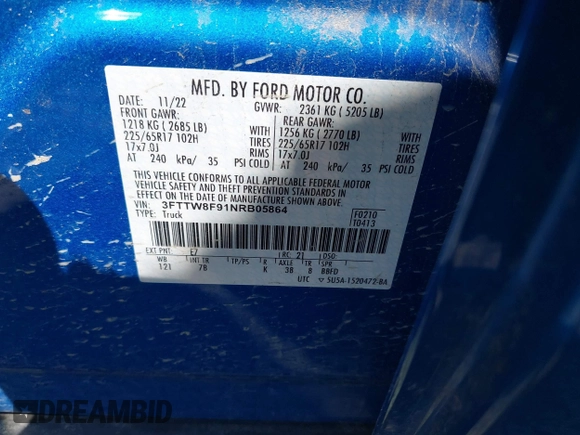 MFD. BY FORD MOTOR CO.
DATE: 11/22 GVWR: 2361 KG ( 5205 LB)
FRONT GAWR: REAR GAWR:
1218 KG ( 2685 LB) WITH 1256 KG ( 2770 LB) WITH
225/65R17 102H TIRES 225/65R17 102H TIRES
17x7.0J RIMS 17x7.0J RIMS
AT 240 kPa/ 35 PSI COLD AT 240 kPa/ 35 PSI COLD
THIS VEHICLE CONFORMS TO ALL APPLICABLE FEDERAL MOTOR
VEHICLE SAFETY AND THEFT PREVENTION STANDARDS IN
EFFECT ON THE DATE OF MANUFACTURE SHOWN ABOVE.
VIN: 3FTTW8F91NRB05864 F0210
TYPE: Truck T0413
EXT PNT: E7 RC: 21 DSO:
WB INT TR TP/PS R AXLE TR SPR
121 7B K 3B 8 BBFD
UTC 5U5A-1520472-BA
DREAMBID